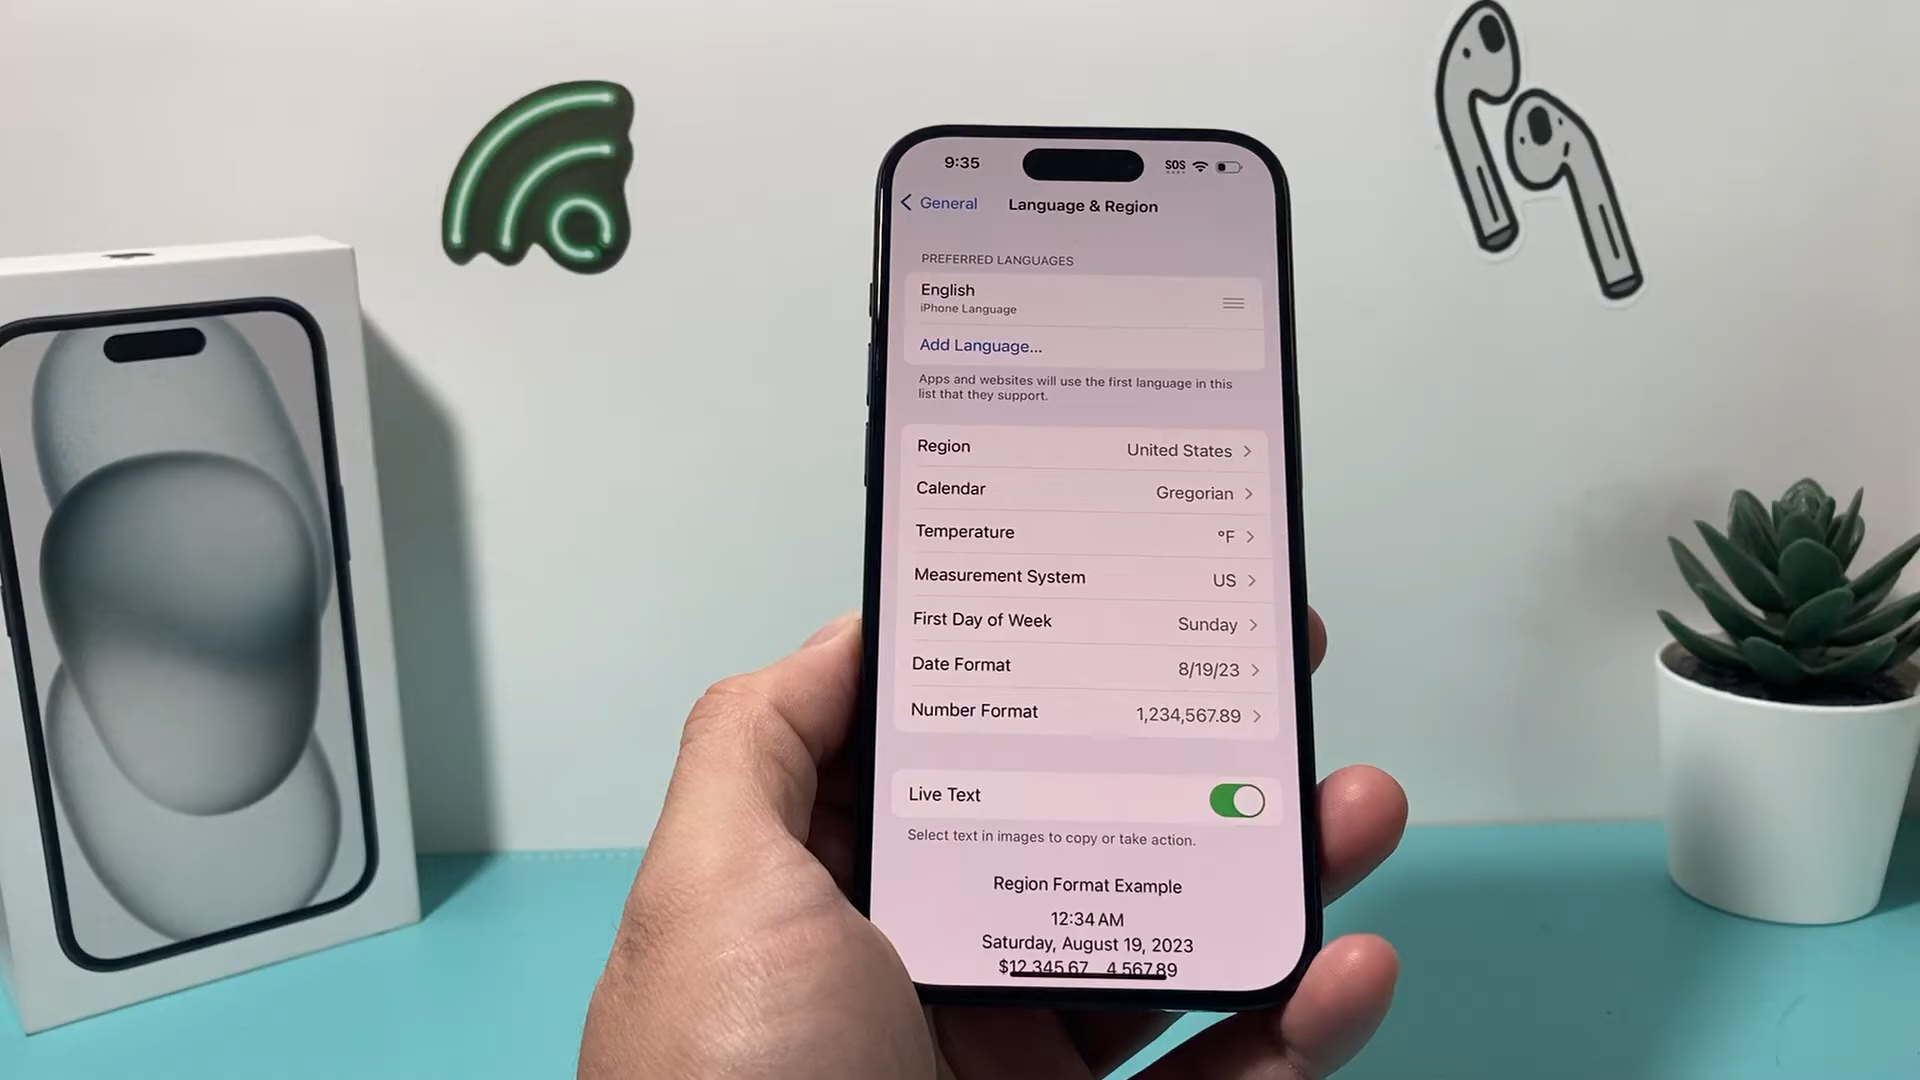 9:35
SOS
General
Language & Region
PREFERRED LANGUAGES
English
iPhone Language
Add Language...
Apps and websites will use the first language in this
list that they support.
Region United States
Calendar Gregorian
Temperature °F
Measurement System US
First Day of Week Sunday
Date Format 8/19/23
Number Format 1,234,567.89
Live Text
Select text in images to copy or take action.
Region Format Example
12:34 AM
Saturday, August 19, 2023
$12,345.67 4,567.89